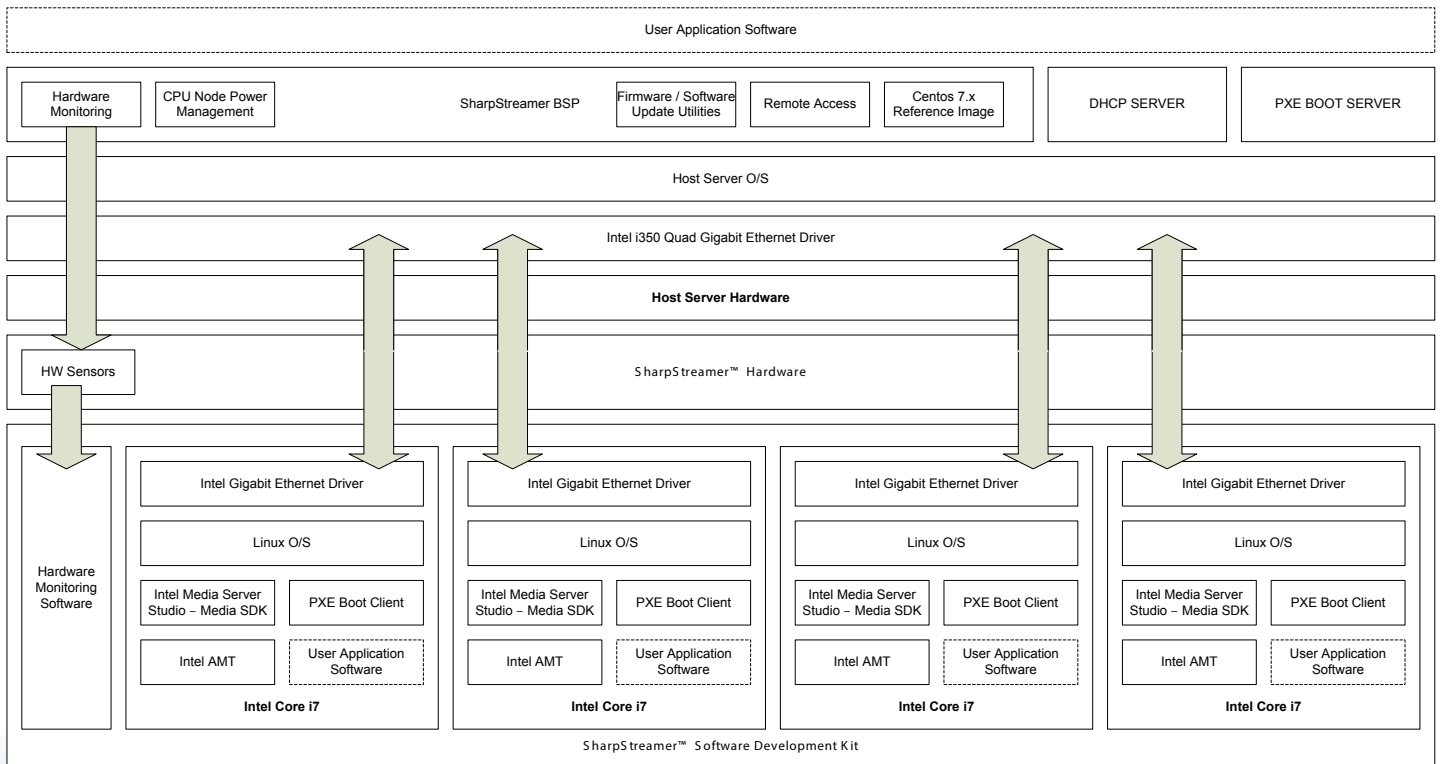 User Application Software
Hardware
Monitoring
CPU Node Power
Management
SharpStreamer BSP
Firmware / Software
Update Utilities
Remote Access
Centos 7.x
Reference Image
DHCP SERVER
PXE BOOT SERVER
Host Server O/S
Intel i350 Quad Gigabit Ethernet Driver
Host Server Hardware
HW Sensors
SharpStreamer™ Hardware
Hardware
Monitoring
Software
Intel Gigabit Ethernet Driver
Linux O/S
Intel Media Server
Studio – Media SDK
PXE Boot Client
Intel AMT
User Application
Software
Intel Core i7
Intel Gigabit Ethernet Driver
Linux O/S
Intel Media Server
Studio – Media SDK
PXE Boot Client
Intel AMT
User Application
Software
Intel Core i7
Intel Gigabit Ethernet Driver
Linux O/S
Intel Media Server
Studio – Media SDK
PXE Boot Client
Intel AMT
User Application
Software
Intel Core i7
Intel Gigabit Ethernet Driver
Linux O/S
Intel Media Server
Studio – Media SDK
PXE Boot Client
Intel AMT
User Application
Software
Intel Core i7
SharpStreamer™ Software Development Kit